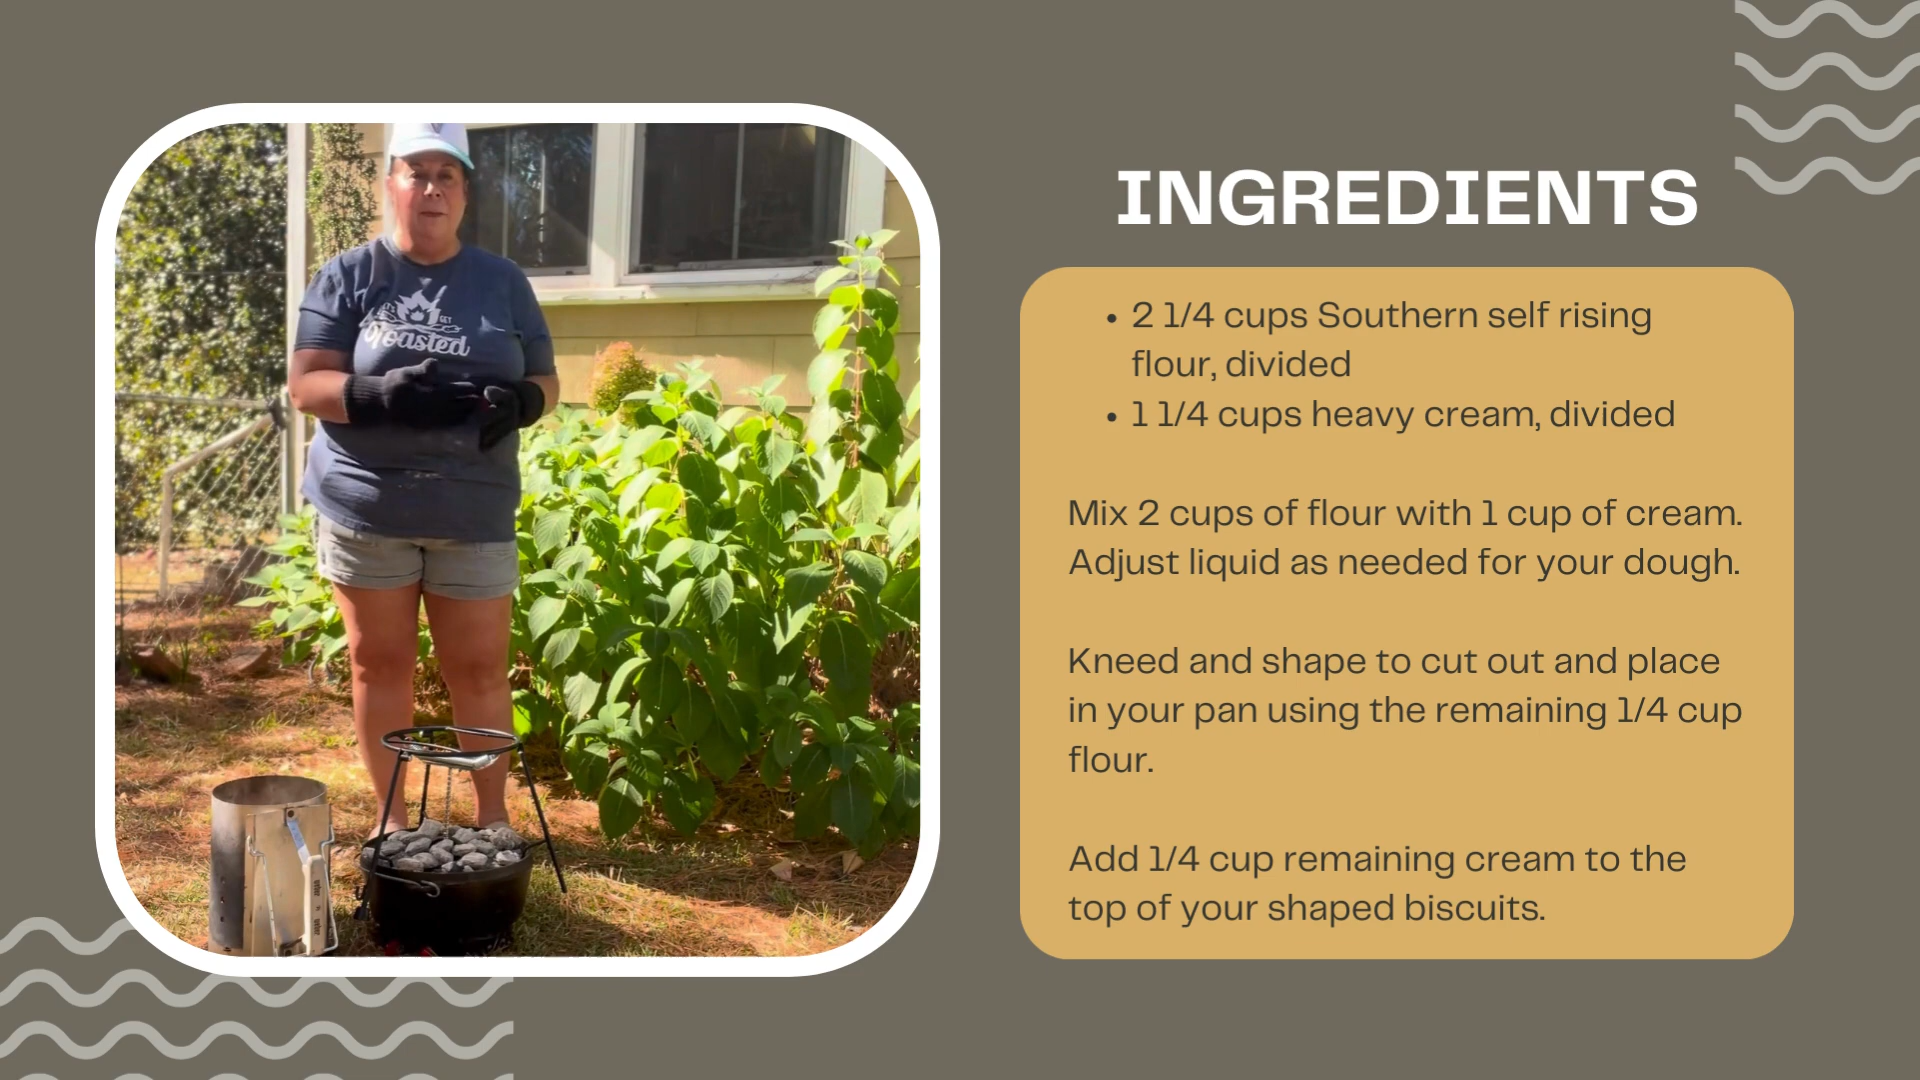 INGREDIENTS
• 2 1/4 cups Southern self rising
flour, divided
• 1 1/4 cups heavy cream, divided
Mix 2 cups of flour with 1 cup of cream.
Adjust liquid as needed for your dough.
Kneed and shape to cut out and place
in your pan using the remaining 1/4 cup
flour.
Add 1/4 cup remaining cream to the
top of your shaped biscuits.
GET
Toasted